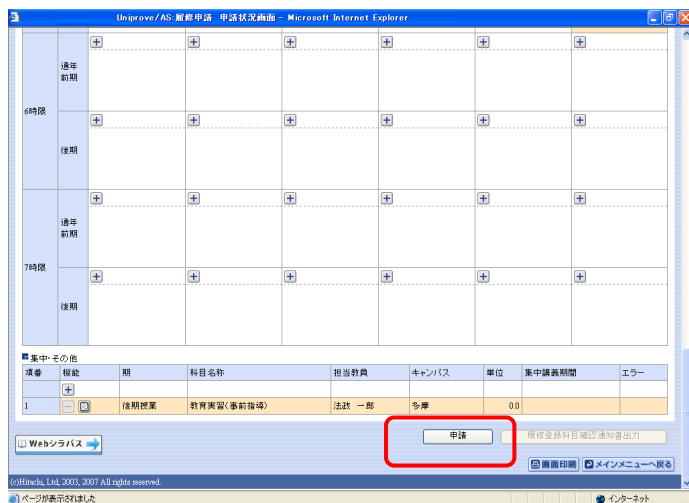 Uniprove/AS:履修申請 申請状況画面 - Microsoft Internet Explorer
6時限
通年
前期
後期
7時限
通年
前期
後期
集中・その他
項番 機能 期 科目名称 担当教員 キャンパス 単位 集中講義期間 エラー
1 後期授業 教育実習(事前指導) 法政 一郎 多摩 0.0
Webシラバス
申請
履修登録科目確認通知書出力
画面印刷
メインメニューへ戻る
(c)Hitachi, Ltd, 2003, 2007 All rights reserved.
ページが表示されました
インターネット